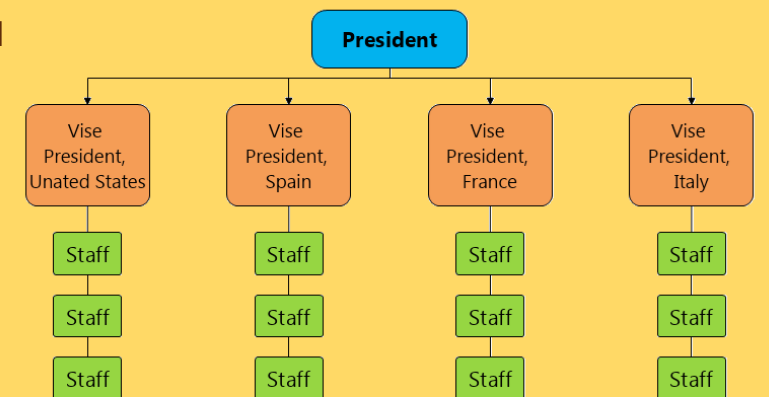 President
Vise
President,
Unated States
Vise
President,
Spain
Vise
President,
France
Vise
President,
Italy
Staff
Staff
Staff
Staff
Staff
Staff
Staff
Staff
Staff
Staff
Staff
Staff